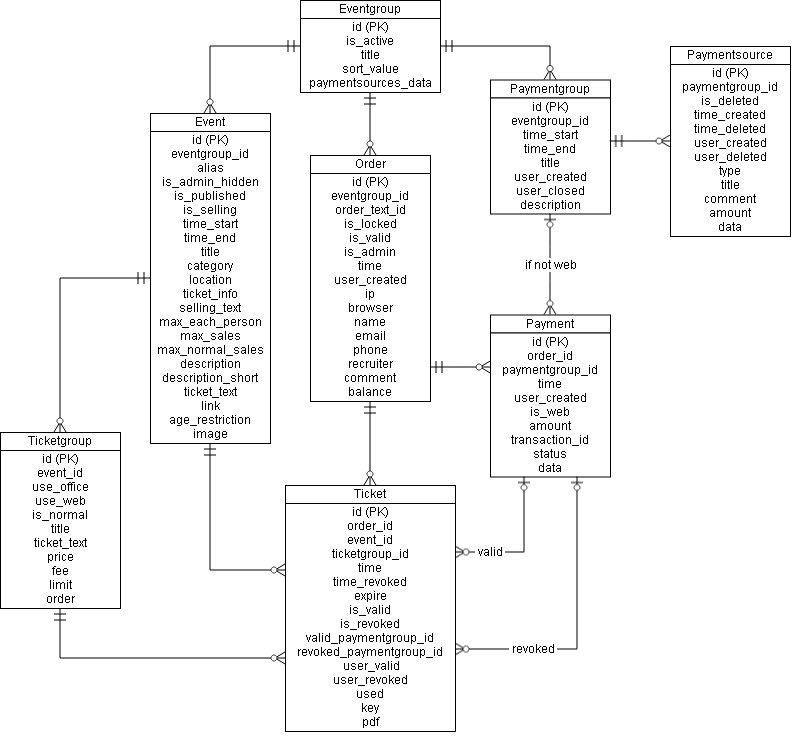 Eventgroup
id (PK)
is_active
title
sort_value
paymentsources_data
Paymentsource
id (PK)
paymentgroup_id
is_deleted
time_created
time_deleted
user_created
user_deleted
type
title
comment
amount
data
Paymentgroup
id (PK)
eventgroup_id
time_start
time_end
title
user_created
user_closed
description
Event
id (PK)
eventgroup_id
alias
is_admin_hidden
is_published
is_selling
time_start
time_end
title
category
location
ticket_info
selling_text
max_each_person
max_sales
max_normal_sales
description
description_short
ticket_text
link
age_restriction
image
Order
id (PK)
eventgroup_id
order_text_id
is_locked
is_valid
is_admin
time
user_created
ip
browser
name
email
phone
recruiter
comment
balance
if not web
Payment
id (PK)
order_id
paymentgroup_id
time
user_created
is_web
amount
transaction_id
status
data
Ticketgroup
id (PK)
event_id
use_office
use_web
is_normal
title
ticket_text
price
fee
limit
order
Ticket
id (PK)
order_id
event_id
ticketgroup_id
time
time_revoked
expire
is_valid
is_revoked
valid_paymentgroup_id
revoked_paymentgroup_id
user_valid
user_revoked
used
key
pdf
valid
revoked